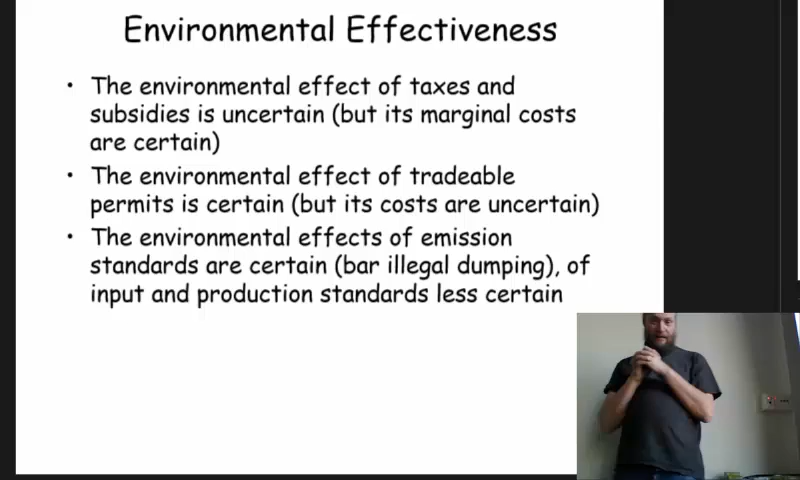 Environmental Effectiveness
• The environmental effect of taxes and
subsidies is uncertain (but its marginal costs
are certain)
• The environmental effect of tradeable
permits is certain (but its costs are uncertain)
• The environmental effects of emission
standards are certain (bar illegal dumping), of
input and production standards less certain